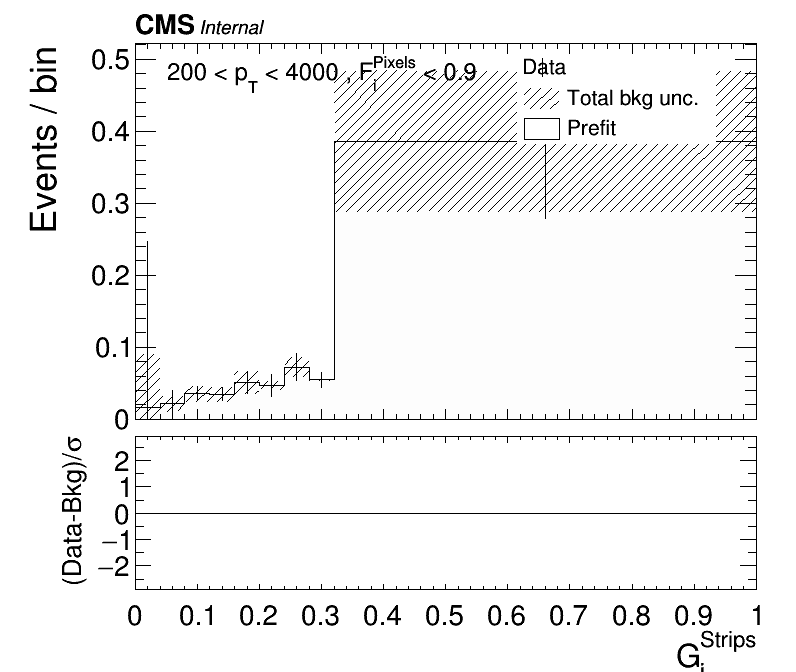 CMS Internal
Events / bin
0.5
0.4
0.3
0.2
0.1
0
200 < p_T < 4000 , F_i^Pixels < 0.9
Data
Total bkg unc.
Prefit
(Data-Bkg)/σ
2
1
0
−1
−2
0 0.1 0.2 0.3 0.4 0.5 0.6 0.7 0.8 0.9 1
G_i^Strips